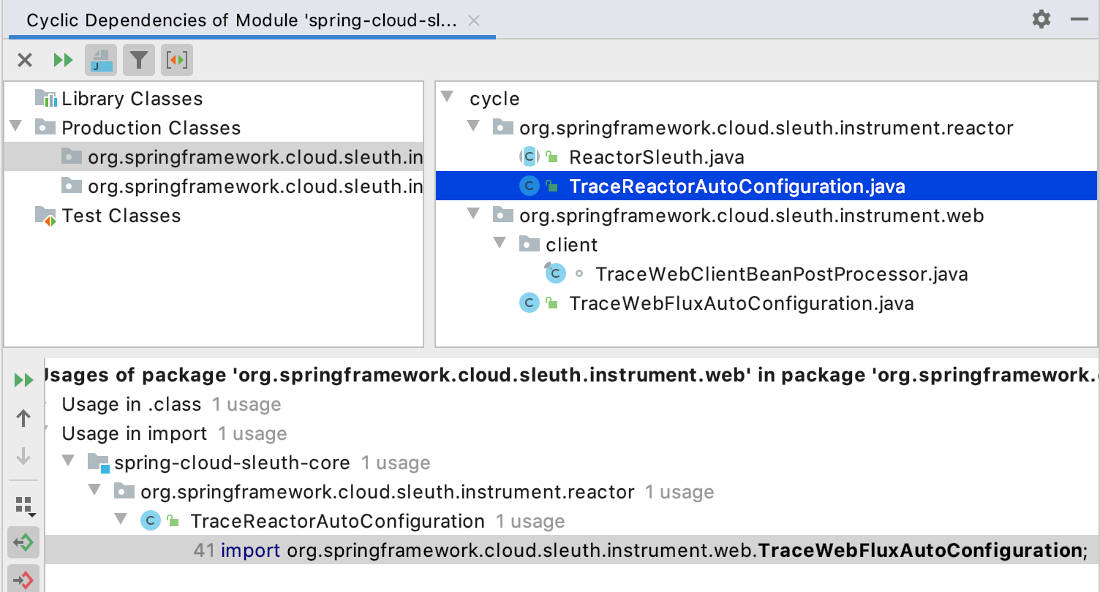 Cyclic Dependencies of Module 'spring-cloud-sl...
Library Classes
Production Classes
org.springframework.cloud.sleuth.in
org.springframework.cloud.sleuth.in
Test Classes
cycle
org.springframework.cloud.sleuth.instrument.reactor
ReactorSleuth.java
TraceReactorAutoConfiguration.java
org.springframework.cloud.sleuth.instrument.web
client
TraceWebClientBeanPostProcessor.java
TraceWebFluxAutoConfiguration.java
Usages of package 'org.springframework.cloud.sleuth.instrument.web' in package 'org.springframework.
Usage in .class 1 usage
Usage in import 1 usage
spring-cloud-sleuth-core 1 usage
org.springframework.cloud.sleuth.instrument.reactor 1 usage
TraceReactorAutoConfiguration 1 usage
41 import org.springframework.cloud.sleuth.instrument.web.TraceWebFluxAutoConfiguration;